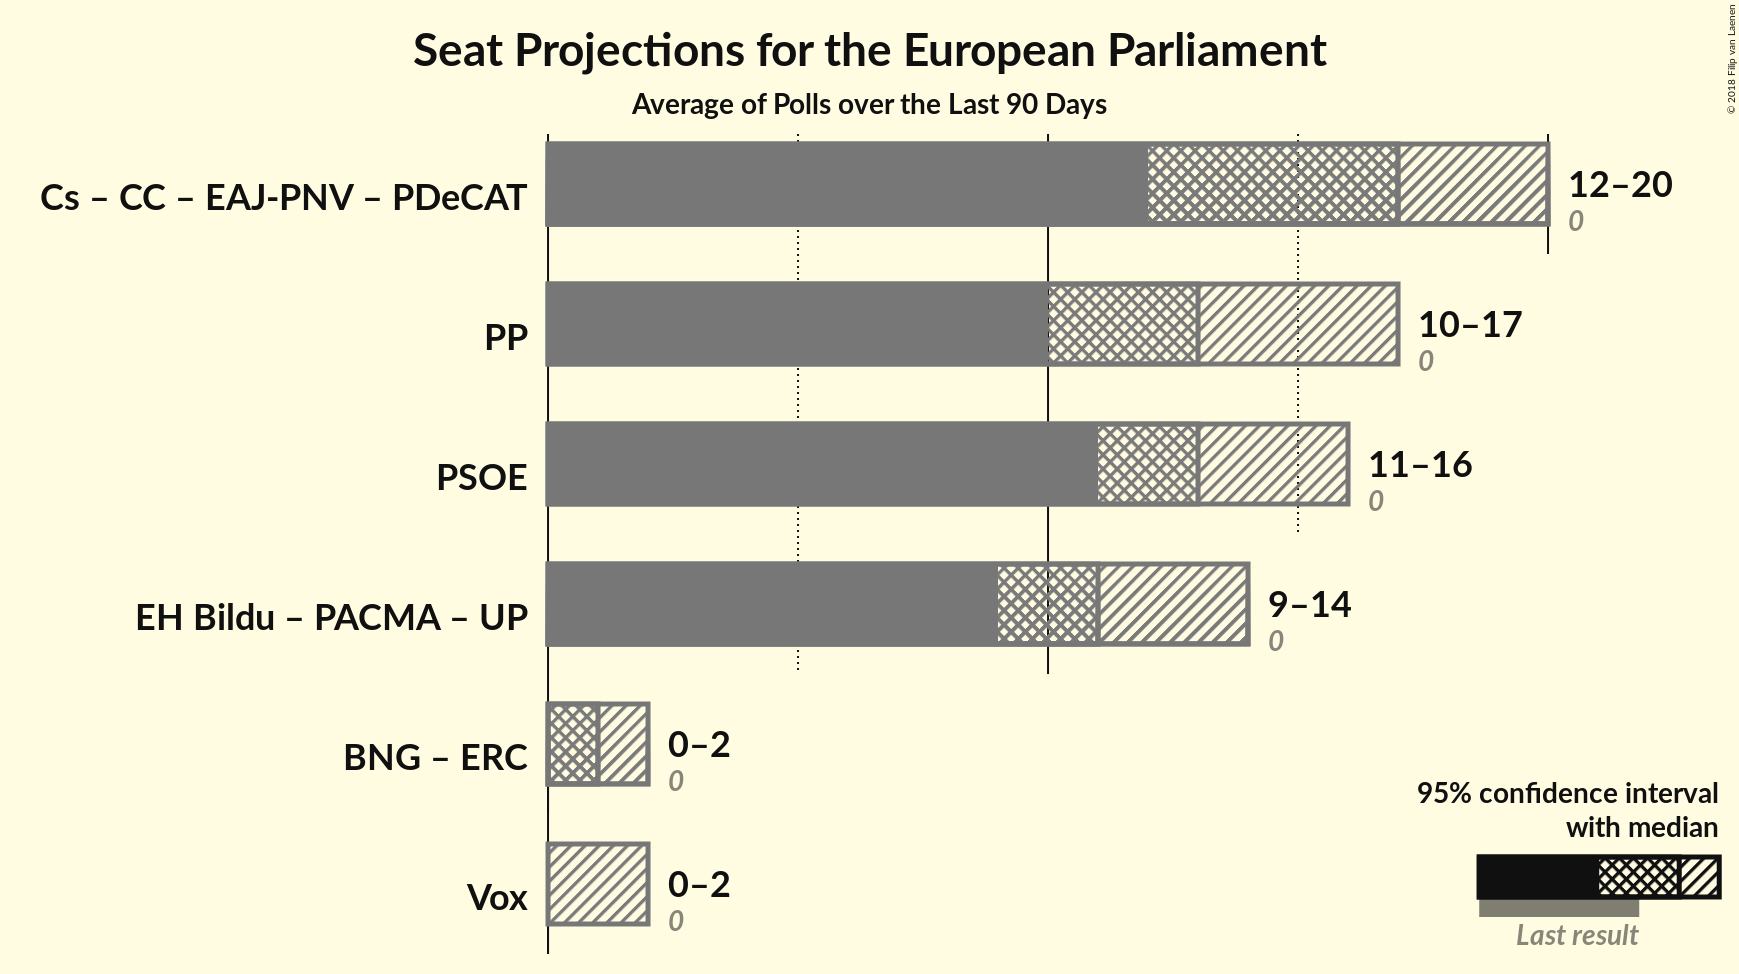 Seat Projections for the European Parliament
Average of Polls over the Last 90 Days
© 2018 Filip van Laenen
Cs – CC – EAJ-PNV – PDeCAT
12–20
0
PP
10–17
0
PSOE
11–16
0
EH Bildu – PACMA – UP
9–14
0
BNG – ERC
0–2
0
Vox
0–2
0
95% confidence interval
with median
Last result